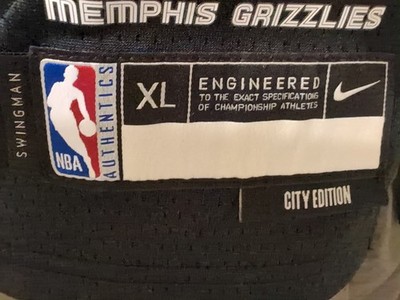 MEMPHIS GRIZZLIES
SWINGMAN
NBA
AUTHENTICS
XL
ENGINEERED
TO THE EXACT SPECIFICATIONS
OF CHAMPIONSHIP ATHLETES
CITY EDITION